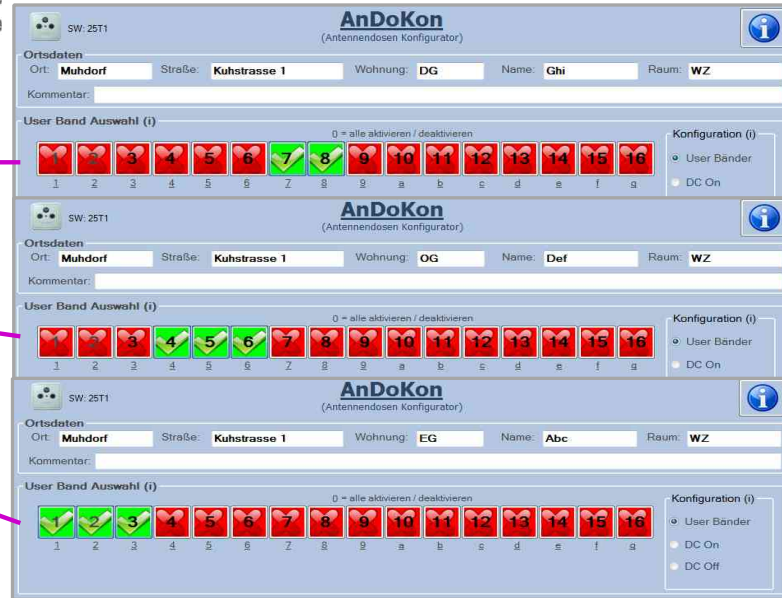 e
SW: 25T1
AnDoKon
(Antennendosen Konfigurator)
Ortsdaten
Ort: Muhdorf Straße: Kuhstrasse 1 Wohnung: DG Name: Ghi Raum: WZ
Kommentar:
User Band Auswahl (i)
0 = alle aktivieren / deaktivieren
1 2 3 4 5 6 7 8 9 10 11 12 13 14 15 16
1 2 3 4 5 6 7 8 9 a b c d e f g
Konfiguration (i)
User Bänder
DC On
SW: 25T1
AnDoKon
(Antennendosen Konfigurator)
Ortsdaten
Ort: Muhdorf Straße: Kuhstrasse 1 Wohnung: OG Name: Def Raum: WZ
Kommentar:
User Band Auswahl (i)
0 = alle aktivieren / deaktivieren
1 2 3 4 5 6 7 8 9 10 11 12 13 14 15 16
1 2 3 4 5 6 7 8 9 a b c d e f g
Konfiguration (i)
User Bänder
DC On
SW: 25T1
AnDoKon
(Antennendosen Konfigurator)
Ortsdaten
Ort: Muhdorf Straße: Kuhstrasse 1 Wohnung: EG Name: Abc Raum: WZ
Kommentar:
User Band Auswahl (i)
0 = alle aktivieren / deaktivieren
1 2 3 4 5 6 7 8 9 10 11 12 13 14 15 16
1 2 3 4 5 6 7 8 9 a b c d e f g
Konfiguration (i)
User Bänder
DC On
DC Off